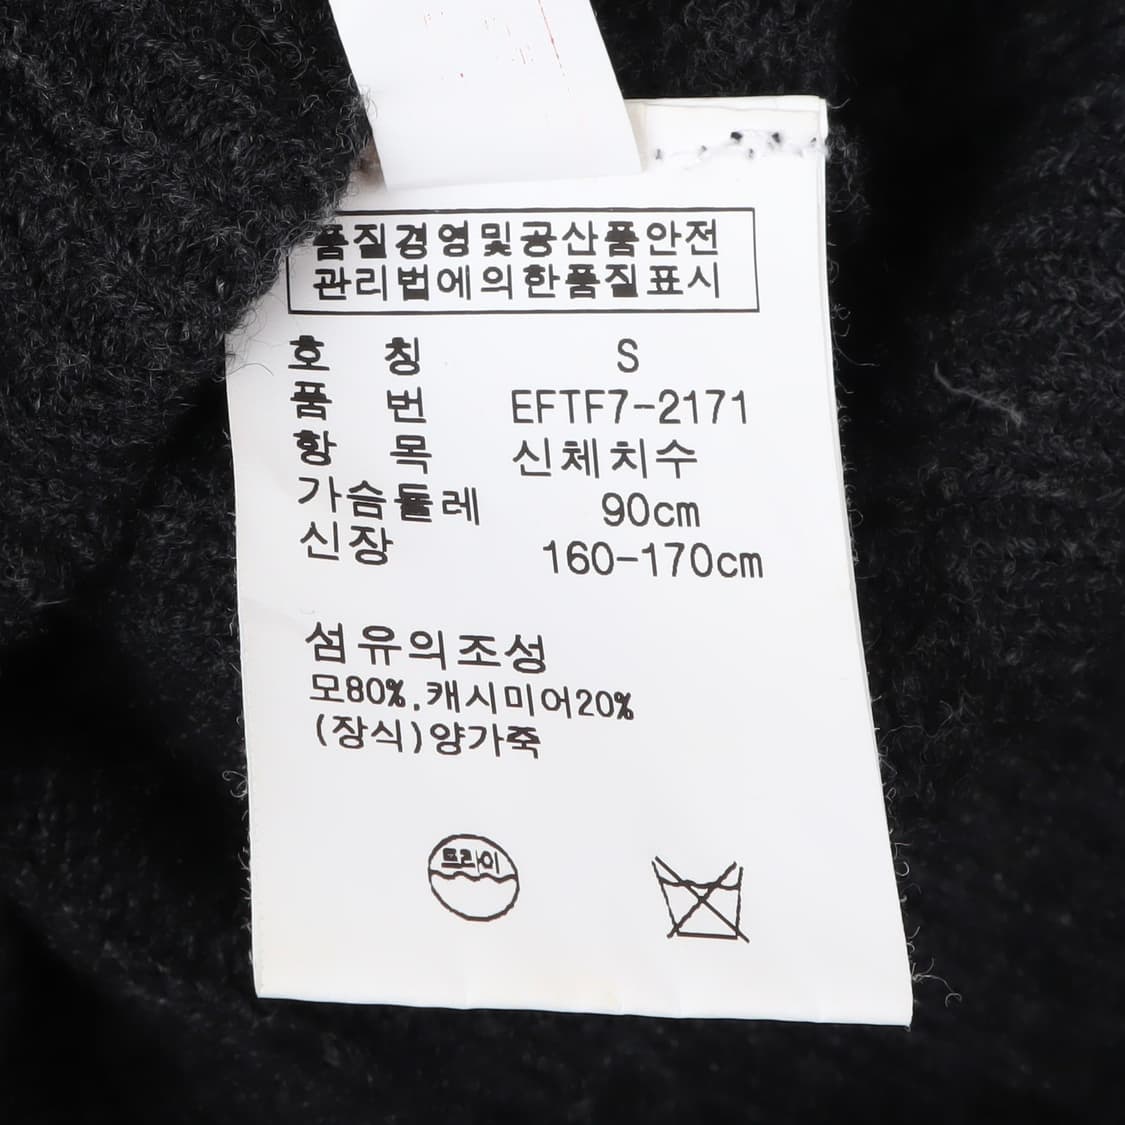 품질경영및공산품안전
관리법에의한품질표시
호 칭 S
품 번 EFTF7-2171
항 목 신체치수
가슴둘레 90cm
신장 160-170cm
섬유의조성
모80%,캐시미어20%
(장식)양가죽
드라이